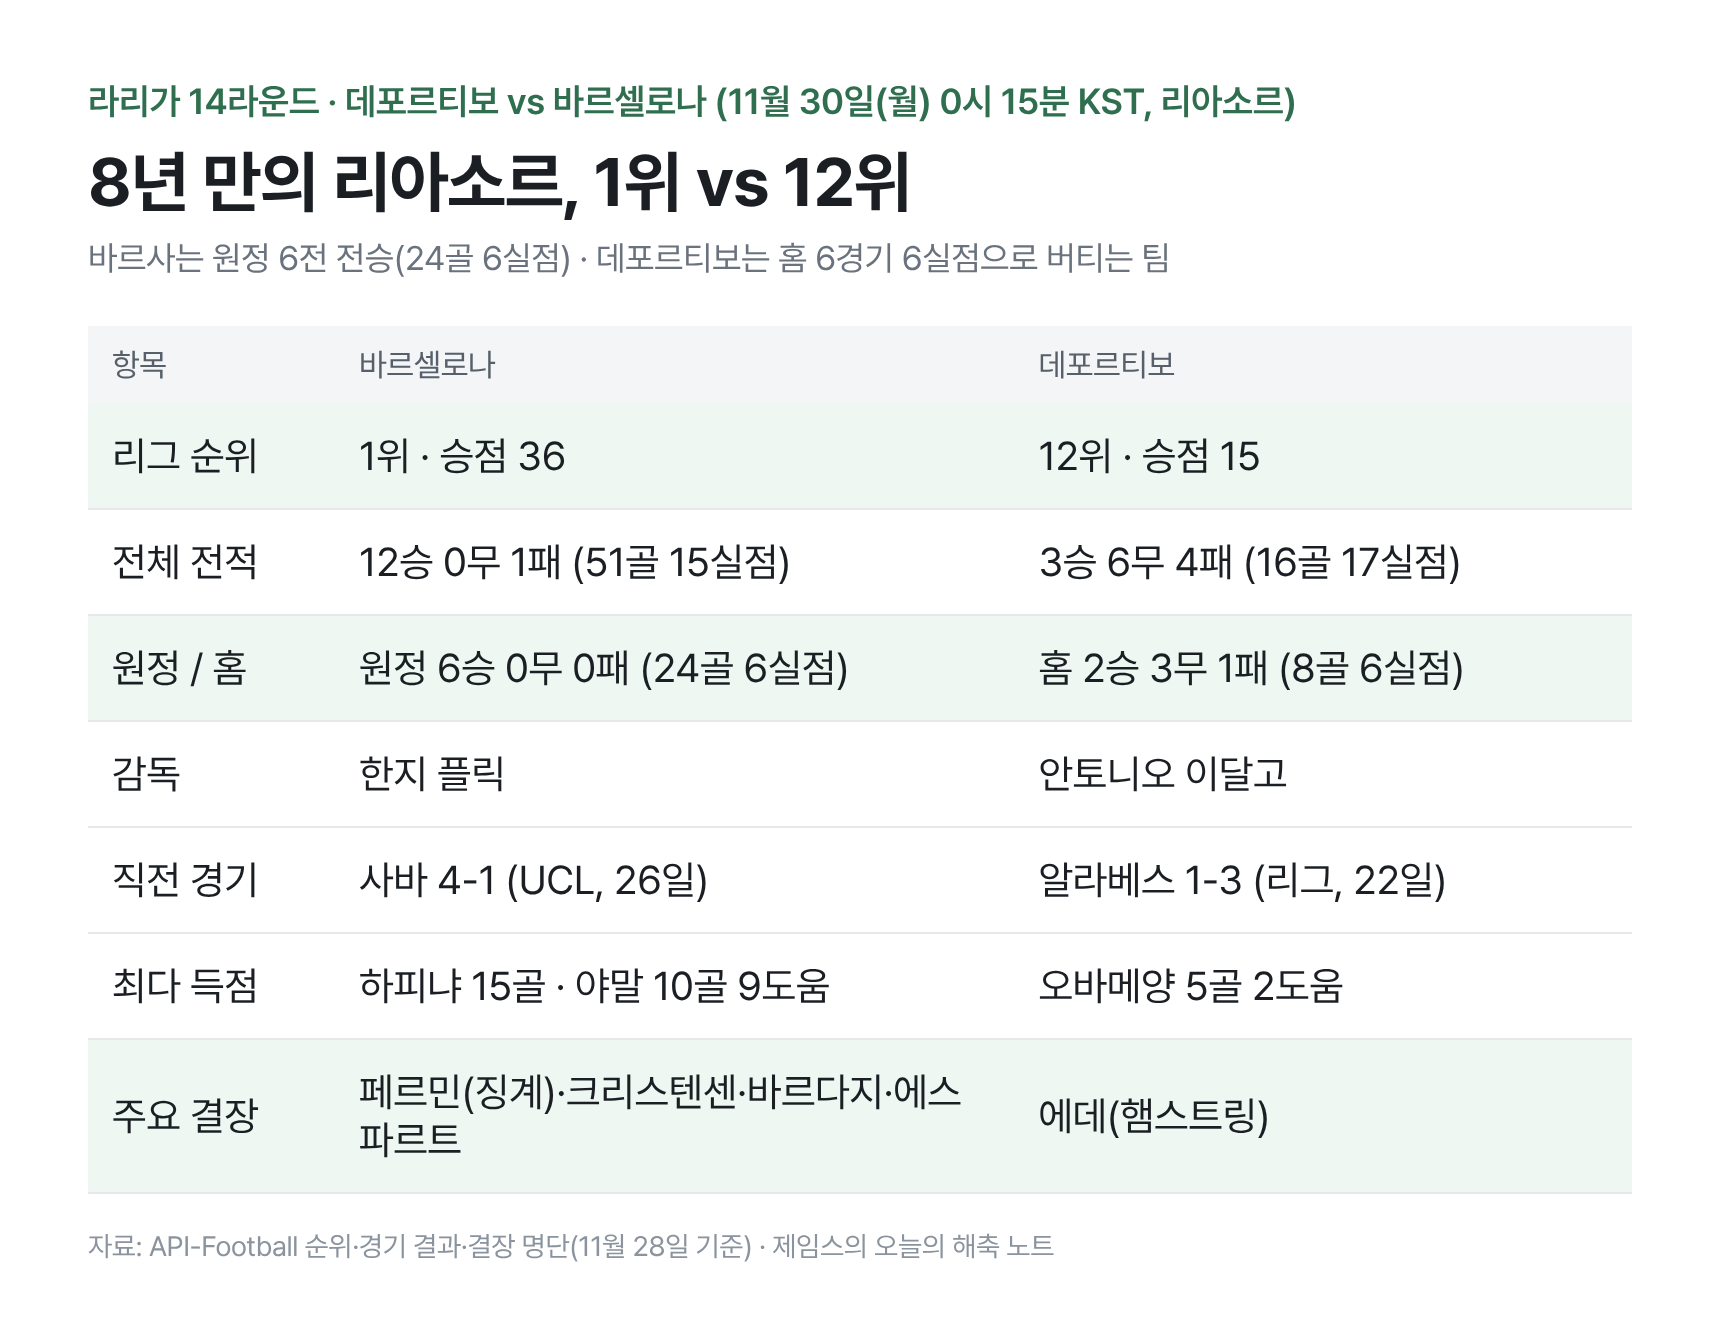 라리가 14라운드 · 데포르티보 vs 바르셀로나 (11월 30일(월) 0시 15분 KST, 리아소르)
8년 만의 리아소르, 1위 vs 12위
바르사는 원정 6전 전승(24골 6실점) · 데포르티보는 홈 6경기 6실점으로 버티는 팀
항목 바르셀로나 데포르티보
리그 순위 1위 · 승점 36 12위 · 승점 15
전체 전적 12승 0무 1패 (51골 15실점) 3승 6무 4패 (16골 17실점)
원정 / 홈 원정 6승 0무 0패 (24골 6실점) 홈 2승 3무 1패 (8골 6실점)
감독 한지 플릭 안토니오 이달고
직전 경기 사바 4-1 (UCL, 26일) 알라베스 1-3 (리그, 22일)
최다 득점 하피냐 15골 · 야말 10골 9도움 오바메양 5골 2도움
주요 결장 페르민(징계)·크리스텐센·바르다지·에스
파르트 에데(햄스트링)
자료: API-Football 순위·경기 결과·결장 명단(11월 28일 기준) · 제임스의 오늘의 해축 노트